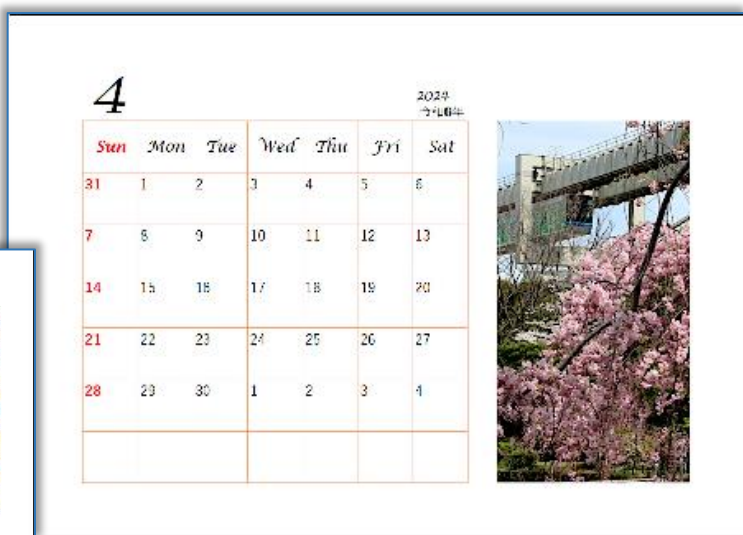 4
2024
令和6年
Sun Mon Tue Wed Thu Fri Sat
31 1 2 3 4 5 6
7 8 9 10 11 12 13
14 15 16 17 18 19 20
21 22 23 24 25 26 27
28 29 30 1 2 3 4